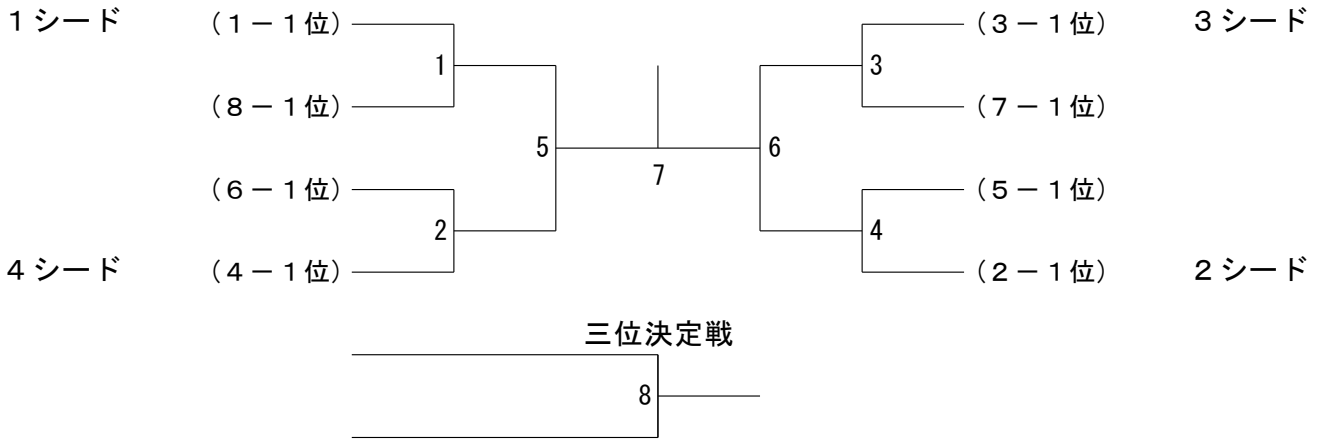 1シード （1－1位） （3－1位） 3シード
1 3
（8－1位） （7－1位）
5 7 6
（6－1位） （5－1位）
2 4
4シード （4－1位） （2－1位） 2シード
三位決定戦
8